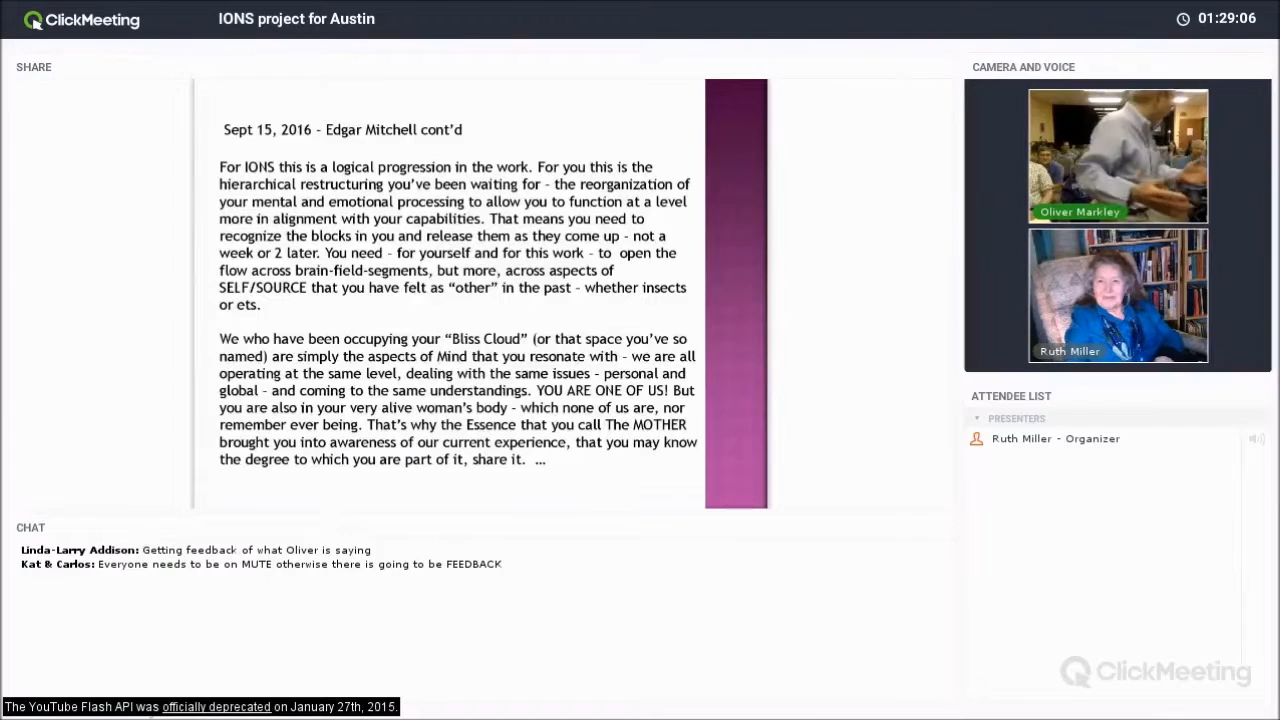 ClickMeeting
IONS project for Austin
01:29:06
SHARE
CAMERA AND VOICE
Sept 15, 2016 - Edgar Mitchell cont'd
For IONS this is a logical progression in the work. For you this is the
hierarchical restructuring you've been waiting for - the reorganization of
your mental and emotional processing to allow you to function at a level
more in alignment with your capabilities. That means you need to
recognize the blocks in you and release them as they come up - not a
week or 2 later. You need - for yourself and for this work - to open the
flow across brain-field-segments, but more, across aspects of
SELF/SOURCE that you have felt as "other" in the past - whether insects
or ets.
We who have been occupying your "Bliss Cloud" (or that space you've so
named) are simply the aspects of Mind that you resonate with - we are all
operating at the same level, dealing with the same issues - personal and
global - and coming to the same understandings. YOU ARE ONE OF US! But
you are also in your very alive woman's body - which none of us are, nor
remember ever being. That's why the Essence that you call The MOTHER
brought you into awareness of our current experience, that you may know
the degree to which you are part of it, share it. ...
Oliver Markley
Ruth Miller
ATTENDEE LIST
PRESENTERS
Ruth Miller - Organizer
CHAT
Linda-Larry Addison: Getting feedback of what Oliver is saying
Kat & Carlos: Everyone needs to be on MUTE otherwise there is going to be FEEDBACK
ClickMeeting
The YouTube Flash API was officially deprecated on January 27th, 2015.